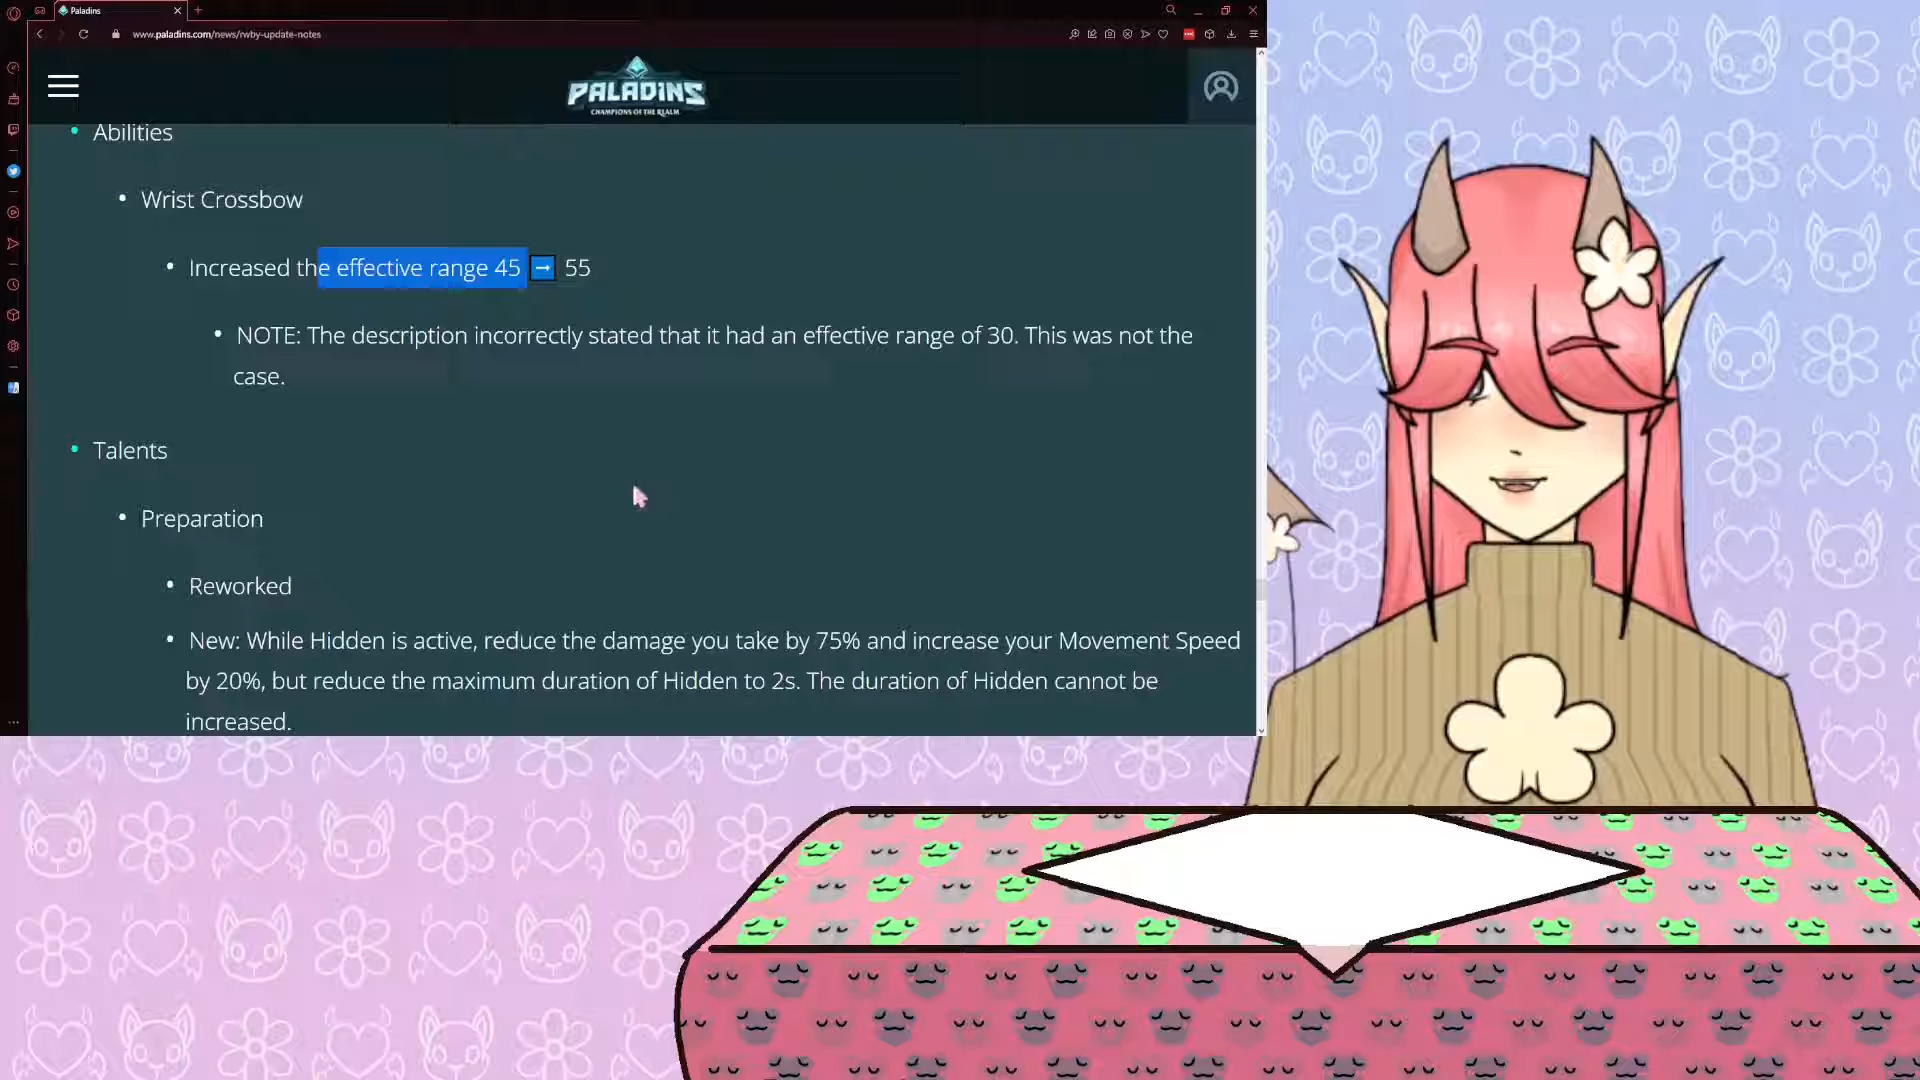 Paladins
www.paladins.com/news/rwby-update-notes
PALADINS
CHAMPIONS OF THE REALM
Abilities
Wrist Crossbow
Increased the effective range 45 → 55
NOTE: The description incorrectly stated that it had an effective range of 30. This was not the
case.
Talents
Preparation
Reworked
New: While Hidden is active, reduce the damage you take by 75% and increase your Movement Speed
by 20%, but reduce the maximum duration of Hidden to 2s. The duration of Hidden cannot be
increased.